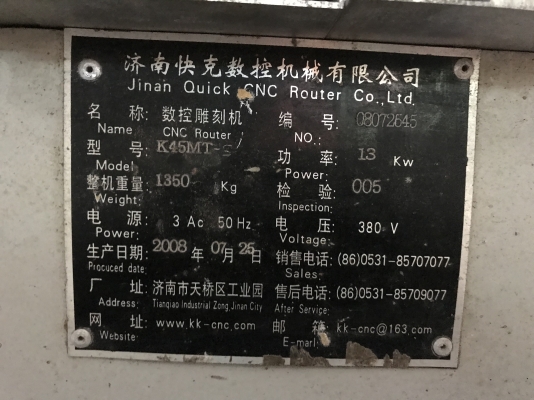 济南快克数控机械有限公司
Jinan Quick CNC Router Co.,Ltd.
名 称: 数控雕刻机 编 号: 08072645
Name CNC Router NO.:
型 号: K45MT- 功 率: 13 Kw
Model Power:
整机重量: 1350 Kg 检 验: 005
Weight: Inspection:
电 源: 3 Ac 50Hz 电 压: 380 V
Power: Voltage:
生产日期: 2008 年 07 月 25 销售电话: (86)0531-85707077
Procuced date: Sales:
厂 址: 济南市天桥区工业园 售后电话: (86)0531-85709077
Address: Tianqiao Industrial Zong Jinan City After Service:
网 址: www.kk-cnc.com 邮 箱: kk-cnc@163.com
Website: E-marl: